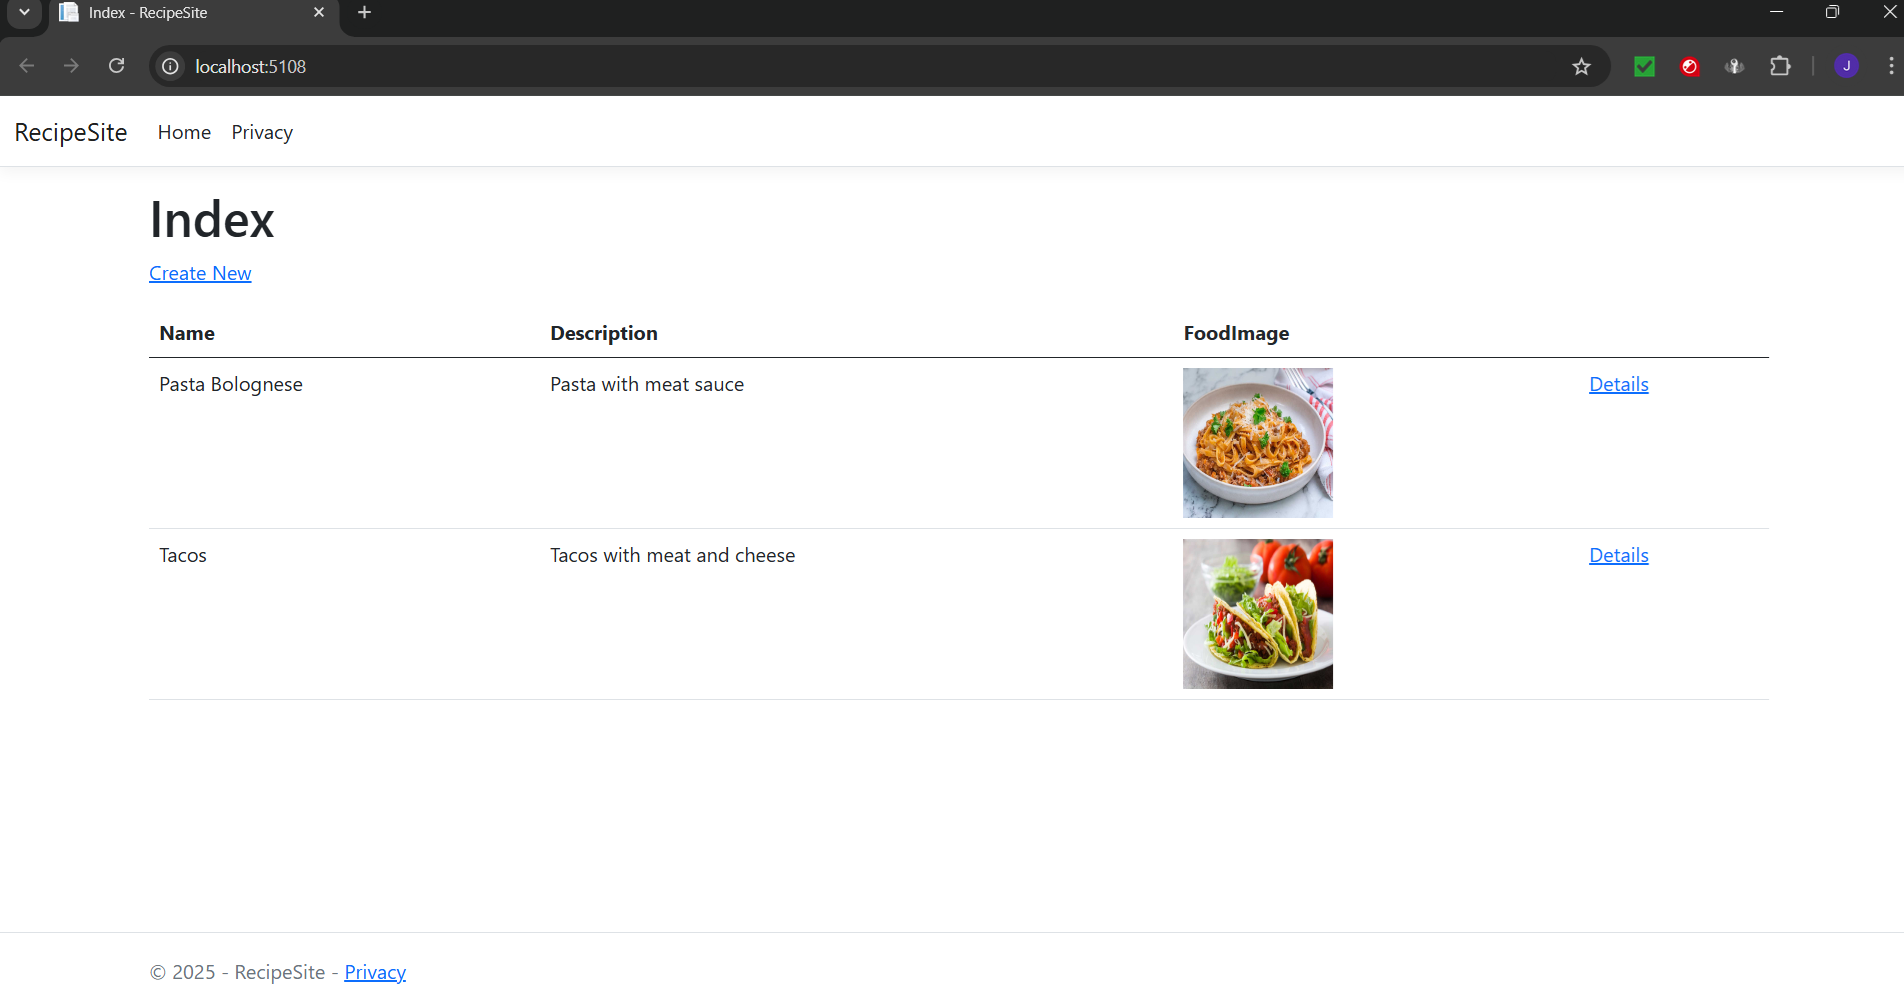 Index - RecipeSite
localhost:5108
J
RecipeSite Home Privacy
Index
Create New
Name Description FoodImage
Pasta Bolognese Pasta with meat sauce Details
Tacos Tacos with meat and cheese Details
© 2025 - RecipeSite - Privacy